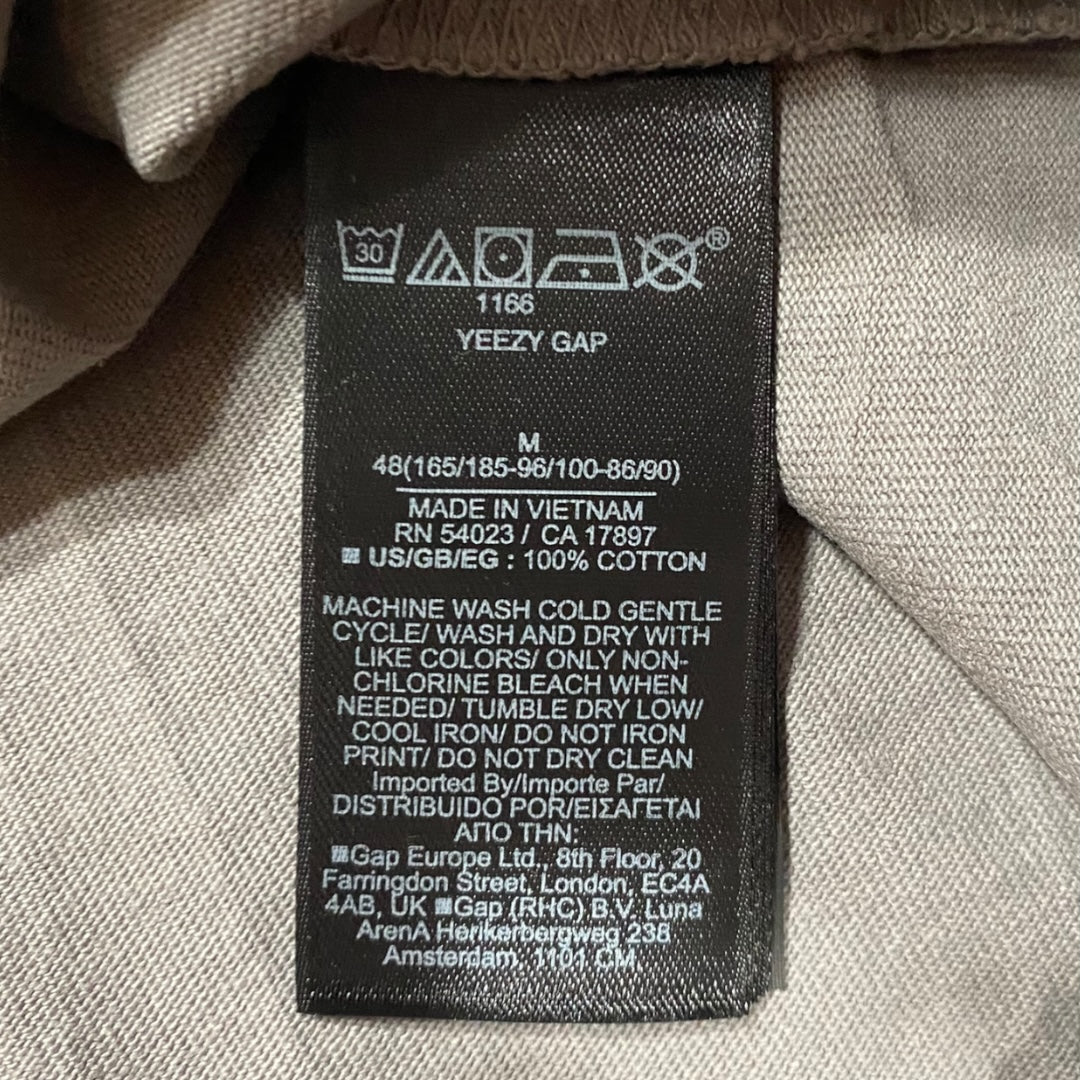 30 ®
1166
YEEZY GAP
M
48(165/185-96/100-86/90)
MADE IN VIETNAM
RN 54023 / CA 17897
US/GB/EG : 100% COTTON
MACHINE WASH COLD GENTLE
CYCLE/ WASH AND DRY WITH
LIKE COLORS/ ONLY NON-
CHLORINE BLEACH WHEN
NEEDED/ TUMBLE DRY LOW/
COOL IRON/ DO NOT IRON
PRINT/ DO NOT DRY CLEAN
Imported By/Importe Par/
DISTRIBUIDO POR/ΕΙΣΑΓΕΤΑΙ
ΑΠΟ ΤΗΝ:
Gap Europe Ltd., 8th Floor, 20
Farringdon Street, London, EC4A
4AB, UK Gap (RHC) B.V. Luna
ArenA Herikerbergweg 238
Amsterdam, 1101 CM